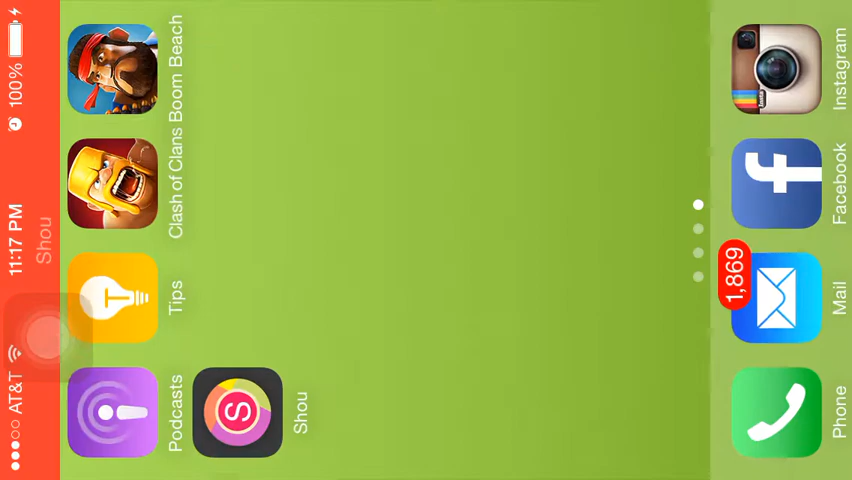 AT&T 11:17 PM 100%
Shou
Podcasts Tips Clash of Clans Boom Beach
Shou
1,869
Phone Mail Facebook Instagram